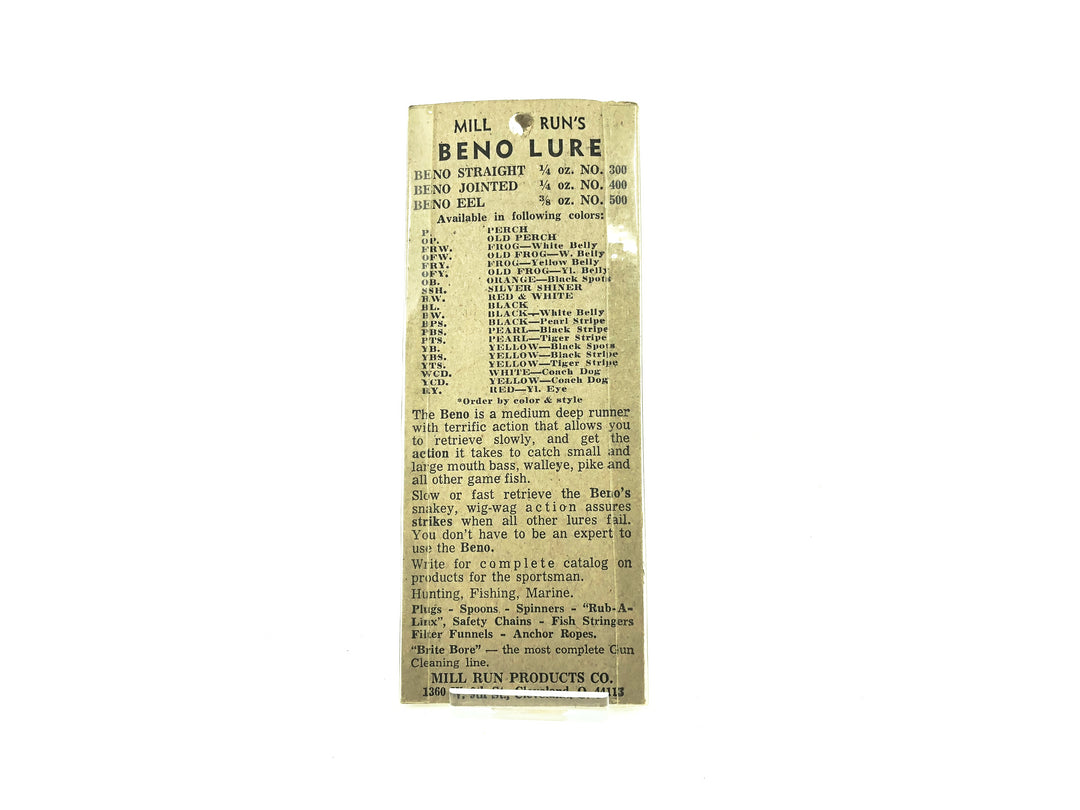 MILL RUN'S
BENO LURE
BENO STRAIGHT ¼ oz. NO. 300
BENO JOINTED ¼ oz. NO. 400
BENO EEL ⅜ oz. NO. 500
Available in following colors:
P. PERCH
OP. OLD PERCH
FRW. FROG—White Belly
OFW. OLD FROG—W. Belly
FRY. FROG—Yellow Belly
OFY. OLD FROG—Yl. Belly
OB. ORANGE—Black Spots
SSH. SILVER SHINER
RW. RED & WHITE
BL. BLACK
BW. BLACK—White Belly
BPS. BLACK—Pearl Stripe
PBS. PEARL—Black Stripe
PTS. PEARL—Tiger Stripe
YB. YELLOW—Black Spots
YBS. YELLOW—Black Stripe
YTS. YELLOW—Tiger Stripe
WCD. WHITE—Coach Dog
YCD. YELLOW—Coach Dog
RY. RED—Yl. Eye
*Order by color & style
The Beno is a medium deep runner
with terrific action that allows you
to retrieve slowly, and get the
action it takes to catch small and
large mouth bass, walleye, pike and
all other game fish.
Slow or fast retrieve the Beno's
snakey, wig-wag action assures
strikes when all other lures fail.
You don't have to be an expert to
use the Beno.
Write for complete catalog on
products for the sportsman.
Hunting, Fishing, Marine.
Plugs - Spoons - Spinners - "Rub-A-
Linx", Safety Chains - Fish Stringers
Filter Funnels - Anchor Ropes.
"Brite Bore" — the most complete Gun
Cleaning line.
MILL RUN PRODUCTS CO.
1360 W. 9th St., Cleveland, O. 44113